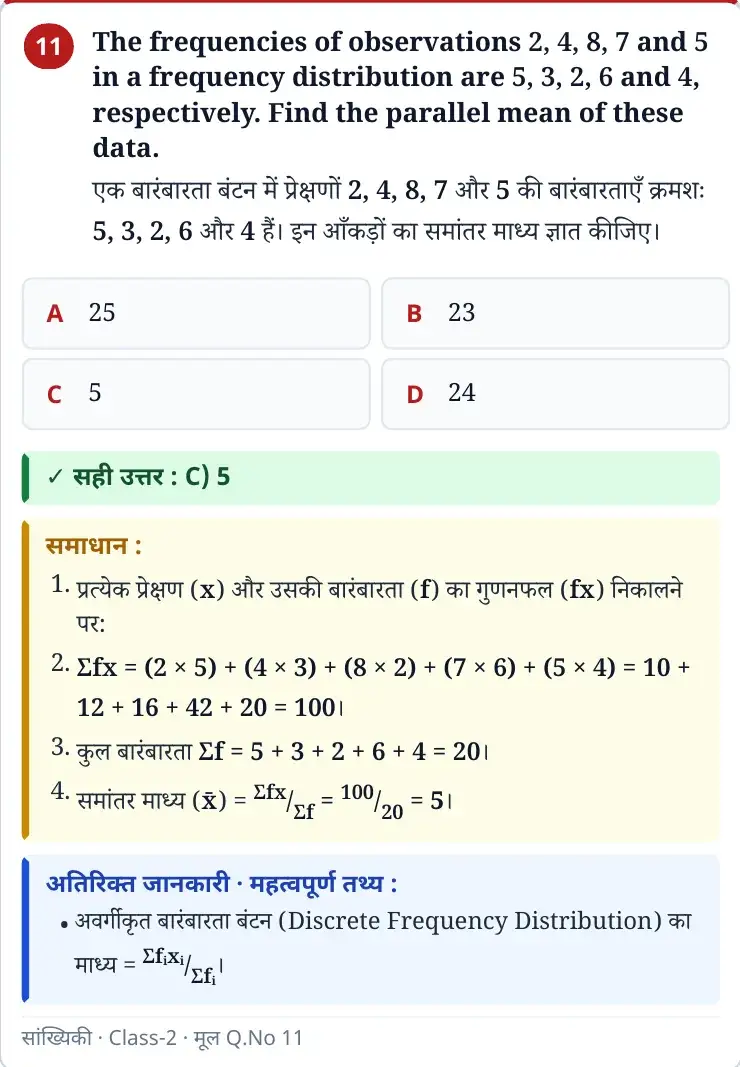 11
The frequencies of observations 2, 4, 8, 7 and 5
in a frequency distribution are 5, 3, 2, 6 and 4,
respectively. Find the parallel mean of these
data.
एक बारंबारता बंटन में प्रेक्षणों 2, 4, 8, 7 और 5 की बारंबारताएँ क्रमशः
5, 3, 2, 6 और 4 हैं। इन आँकड़ों का समांतर माध्य ज्ञात कीजिए।
A 25
B 23
C 5
D 24
✓ सही उत्तर : C) 5
समाधान :
1. प्रत्येक प्रेक्षण (x) और उसकी बारंबारता (f) का गुणनफल (fx) निकालने
पर:
2. Σfx = (2 × 5) + (4 × 3) + (8 × 2) + (7 × 6) + (5 × 4) = 10 +
12 + 16 + 42 + 20 = 100।
3. कुल बारंबारता Σf = 5 + 3 + 2 + 6 + 4 = 20।
4. समांतर माध्य (x̄) = Σfx/Σf = 100/20 = 5।
अतिरिक्त जानकारी · महत्वपूर्ण तथ्य :
• अवर्गीकृत बारंबारता बंटन (Discrete Frequency Distribution) का
माध्य = Σfᵢxᵢ/Σfᵢ।
सांख्यिकी · Class-2 · मूल Q.No 11